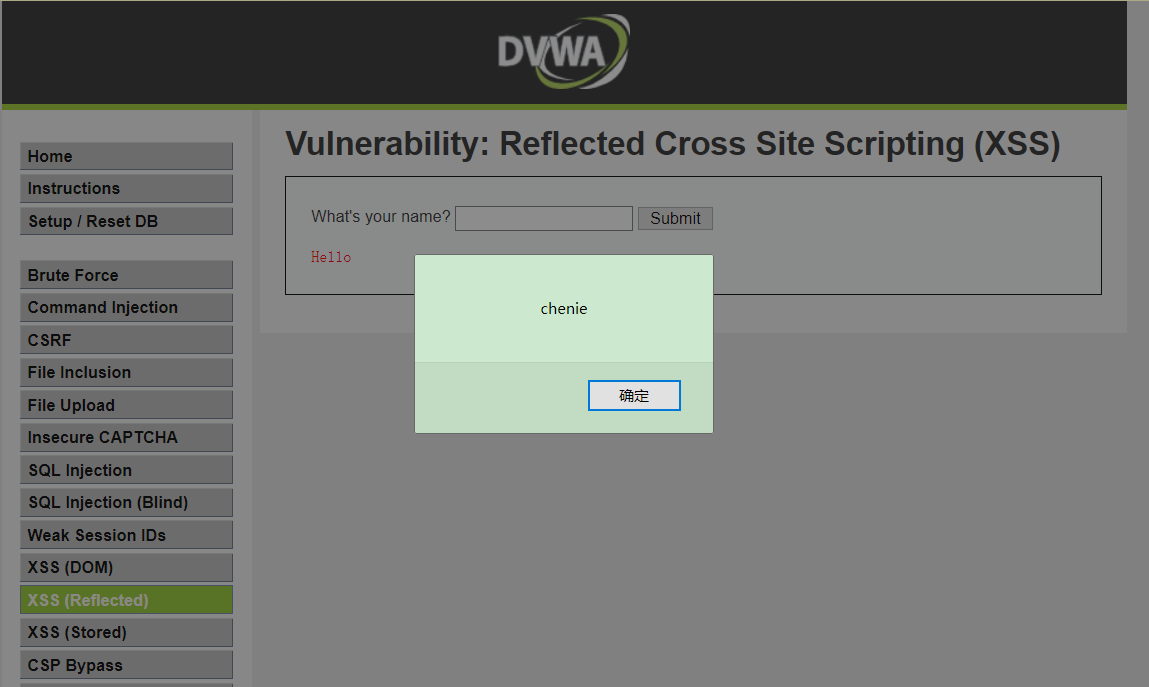 DVWA
Home
Instructions
Setup / Reset DB
Brute Force
Command Injection
CSRF
File Inclusion
File Upload
Insecure CAPTCHA
SQL Injection
SQL Injection (Blind)
Weak Session IDs
XSS (DOM)
XSS (Reflected)
XSS (Stored)
CSP Bypass
Vulnerability: Reflected Cross Site Scripting (XSS)
What's your name? Submit
Hello
chenie
确定